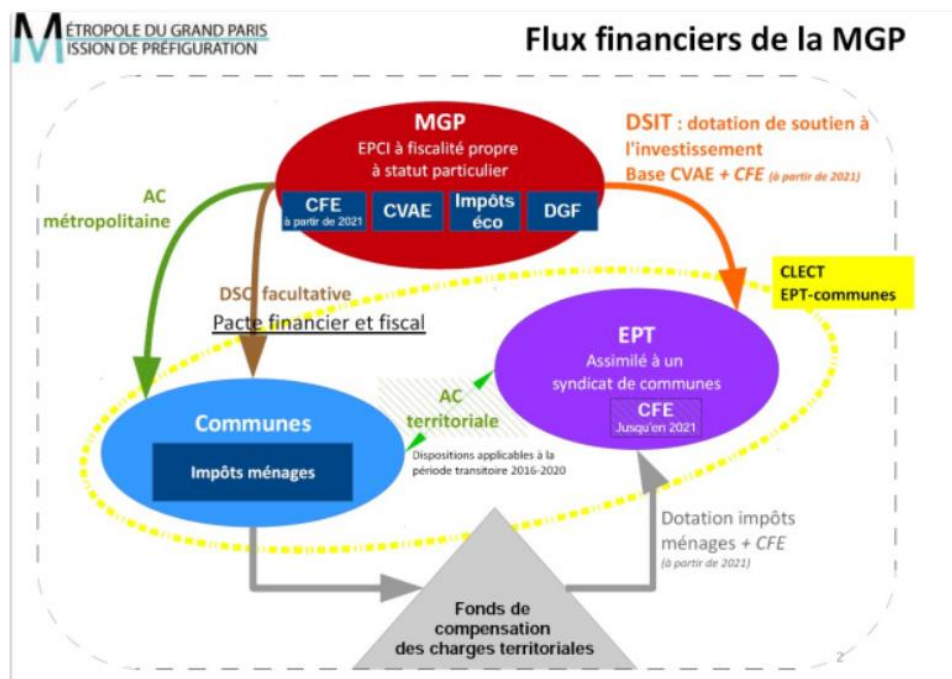 MÉTROPOLE DU GRAND PARIS
MISSION DE PRÉFIGURATION
Flux financiers de la MGP
MGP
EPCI à fiscalité propre
à statut particulier
CFE
à partir de 2021
CVAE
Impôts
éco
DGF
DSIT : dotation de soutien à
l'investissement
Base CVAE + CFE (à partir de 2021)
AC
métropolitaine
DSC facultative
Pacte financier et fiscal
CLECT
EPT-communes
EPT
Assimilé à un
syndicat de communes
CFE
Jusqu'en 2021
Communes
Impôts ménages
AC
territoriale
Dispositions applicables à la
période transitoire 2016-2020
Dotation impôts
ménages + CFE
(à partir de 2021)
Fonds de
compensation
des charges territoriales
2